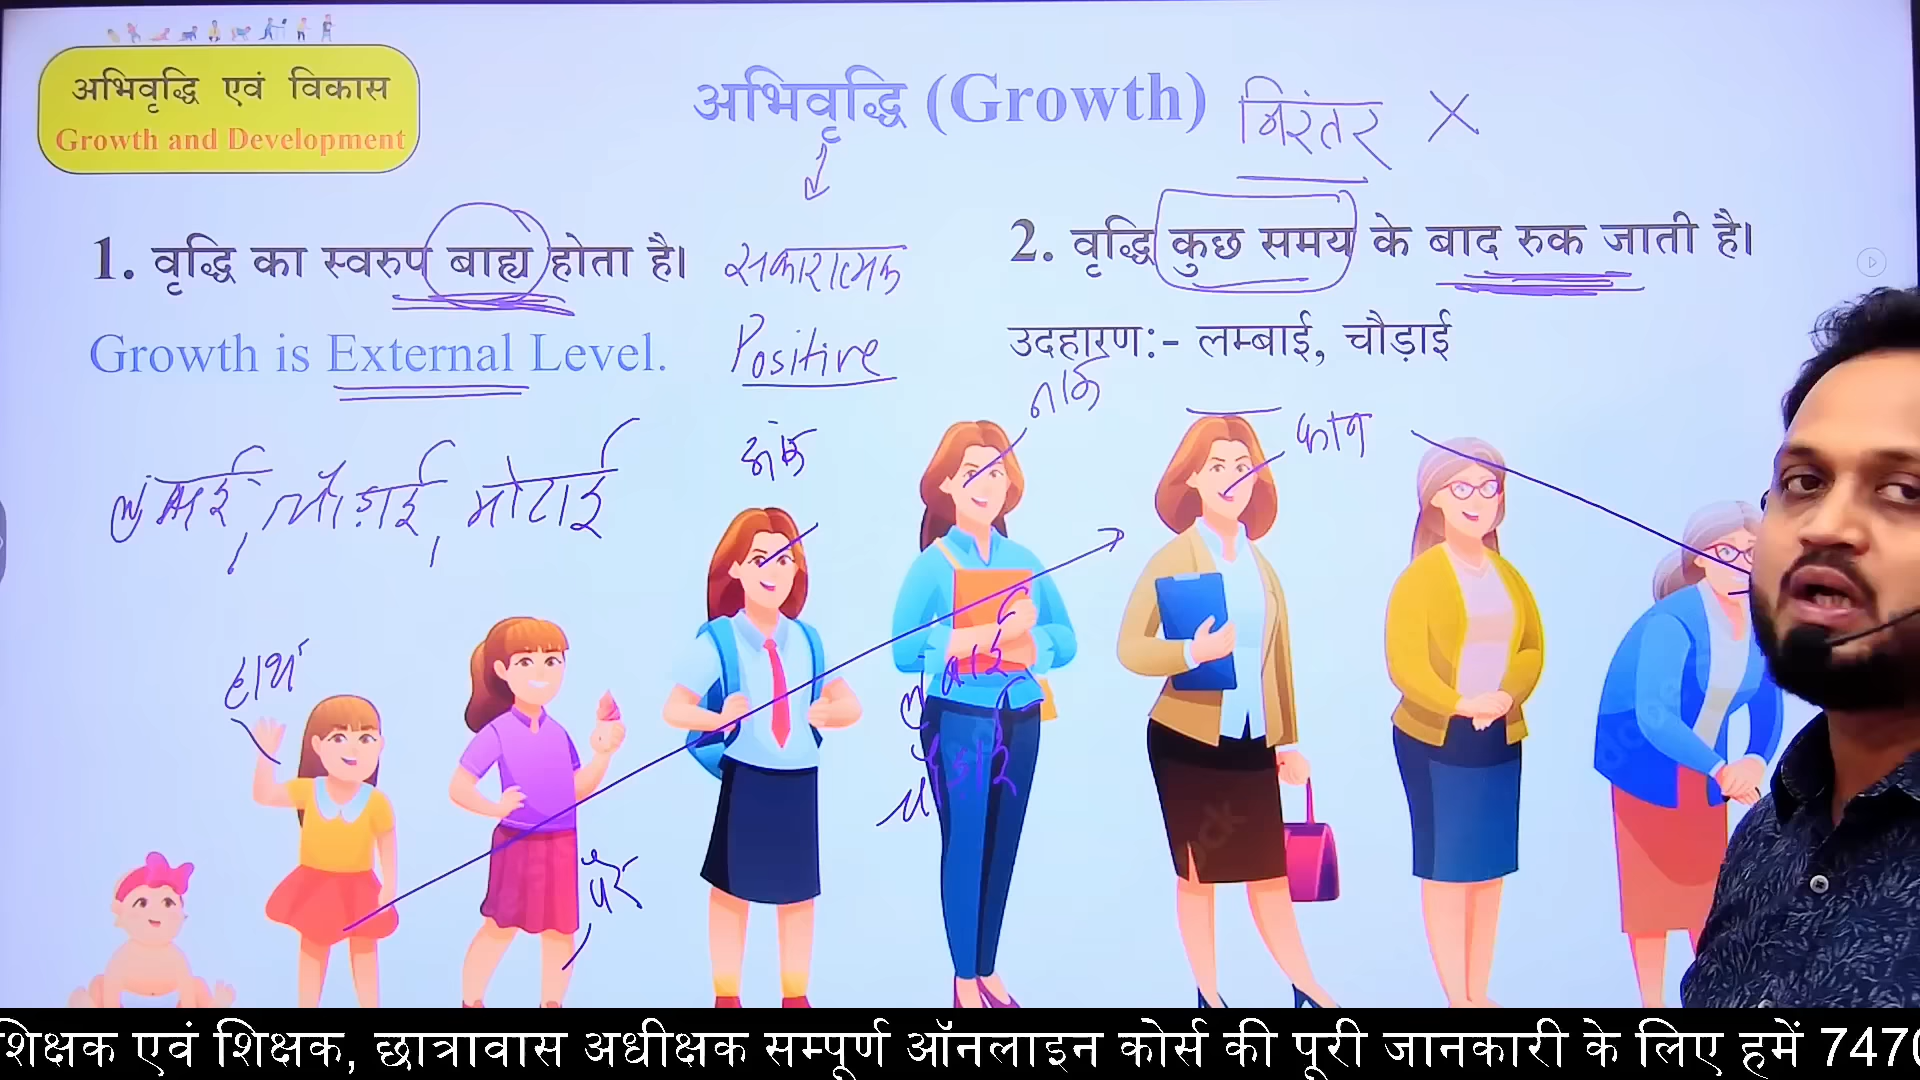 अभिवृद्धि एवं विकास
Growth and Development
अभिवृद्धि (Growth)
निरंतर X
1. वृद्धि का स्वरुप बाह्य होता है।
सकारात्मक
2. वृद्धि कुछ समय के बाद रुक जाती है।
Growth is External Level.
Positive
उदहारण:- लम्बाई, चौड़ाई
नाक
कान
मोटाई
हाथ
पैर
शिक्षक एवं शिक्षक, छात्रावास अधीक्षक सम्पूर्ण ऑनलाइन कोर्स की पूरी जानकारी के लिए हमें 7470